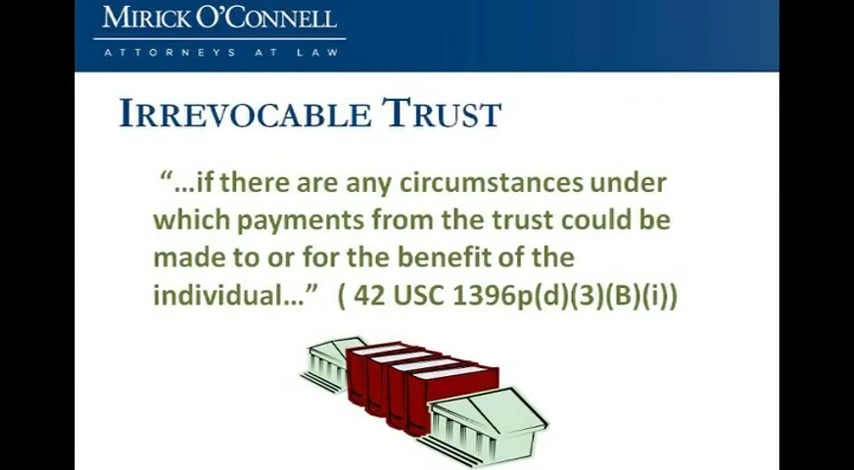 MIRICK O'CONNELL
ATTORNEYS AT LAW
IRREVOCABLE TRUST
“...if there are any circumstances under
which payments from the trust could be
made to or for the benefit of the
individual...” ( 42 USC 1396p(d)(3)(B)(i))